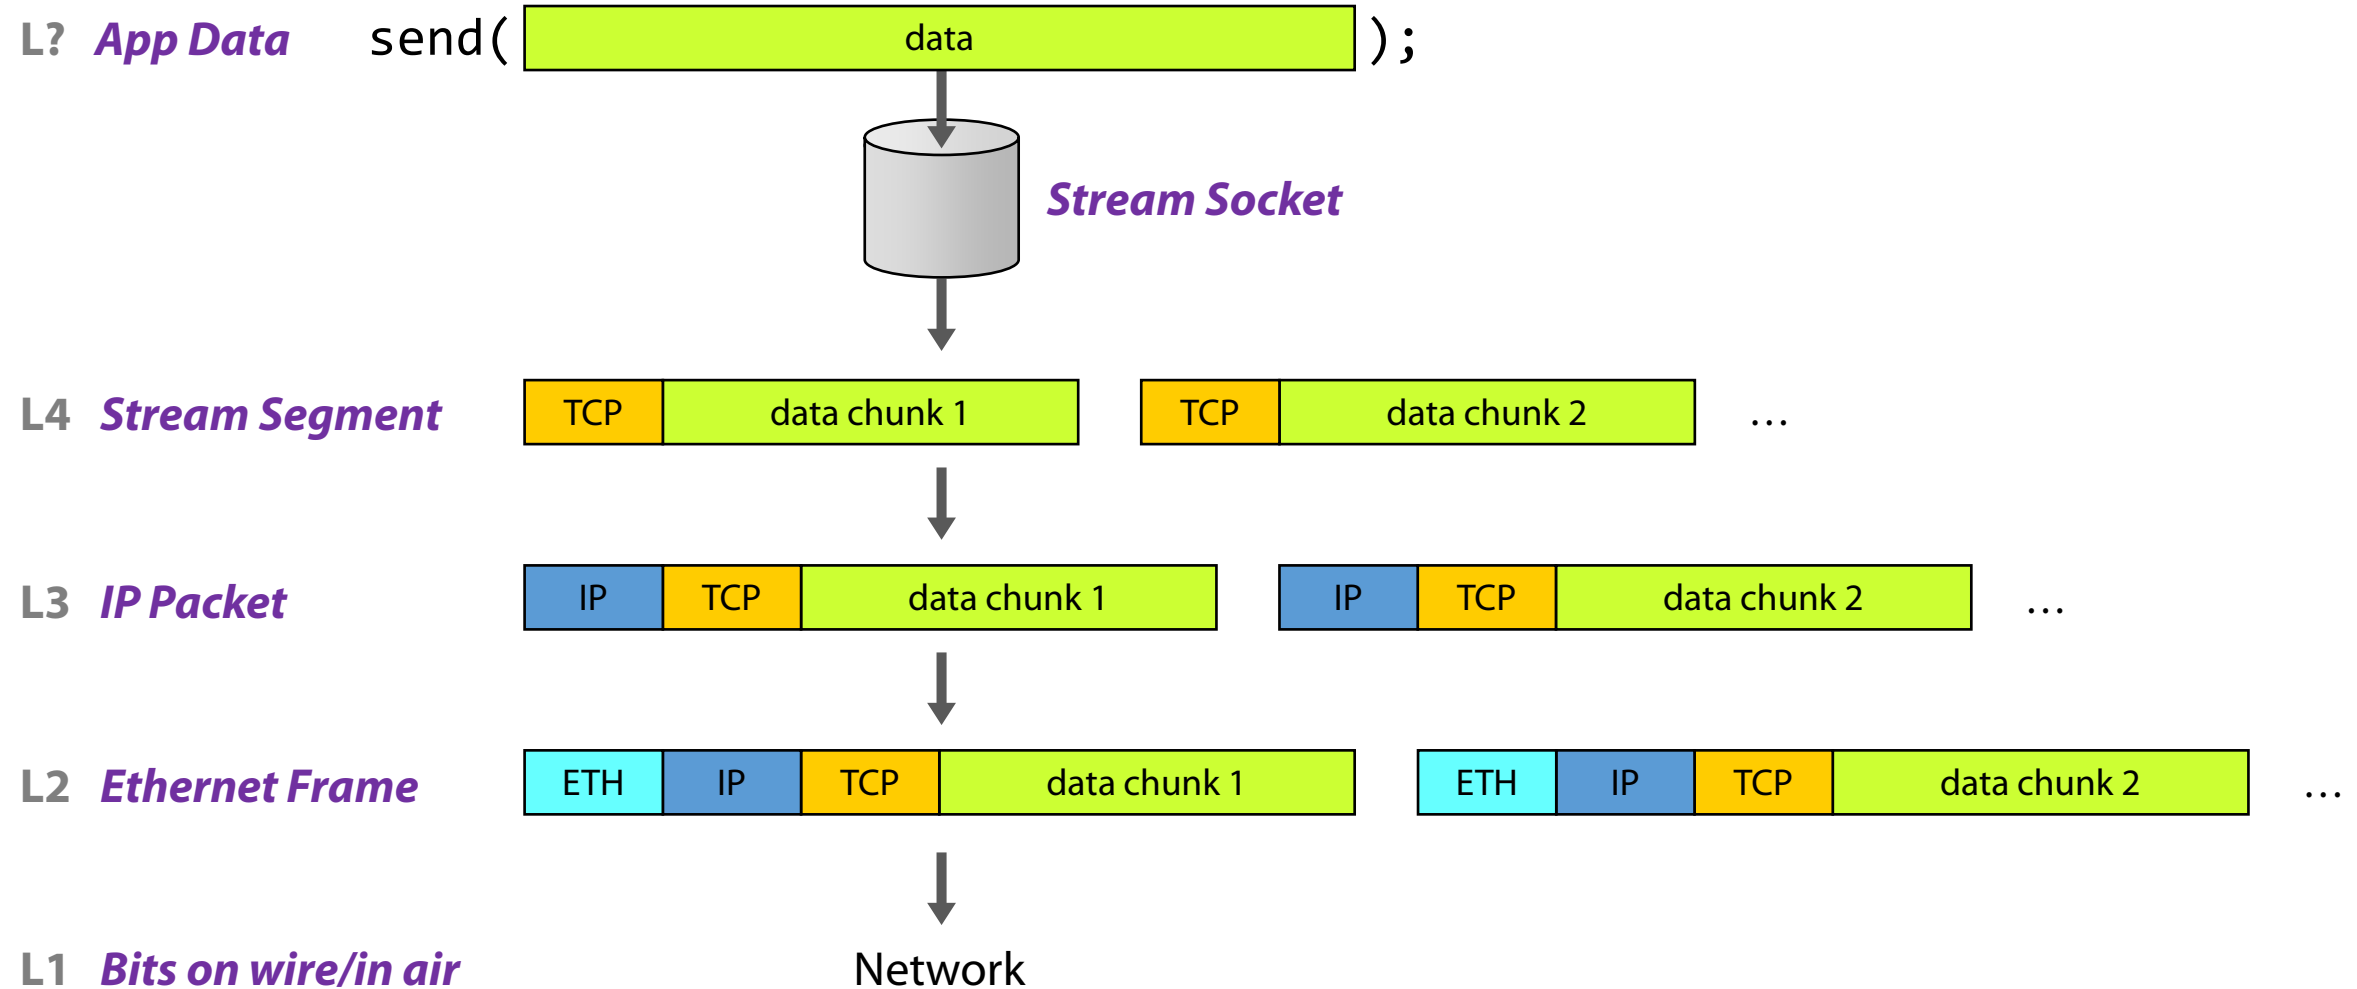 L? App Data send( data );
Stream Socket
L4 Stream Segment TCP data chunk 1 TCP data chunk 2 …
L3 IP Packet IP TCP data chunk 1 IP TCP data chunk 2 …
L2 Ethernet Frame ETH IP TCP data chunk 1 ETH IP TCP data chunk 2 …
L1 Bits on wire/in air Network